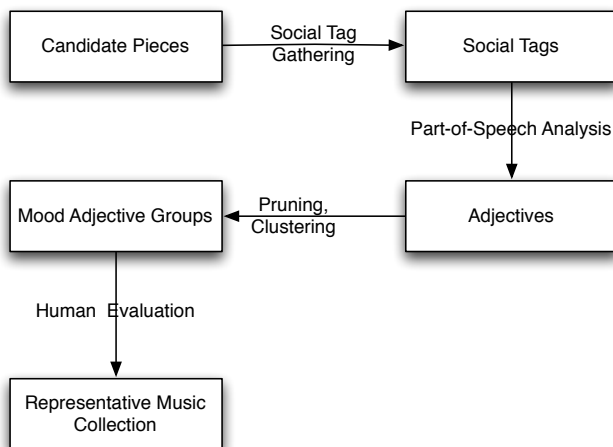 Candidate Pieces
Social Tag
Gathering
Social Tags
Part-of-Speech Analysis
Adjectives
Pruning,
Clustering
Mood Adjective Groups
Human Evaluation
Representative Music
Collection